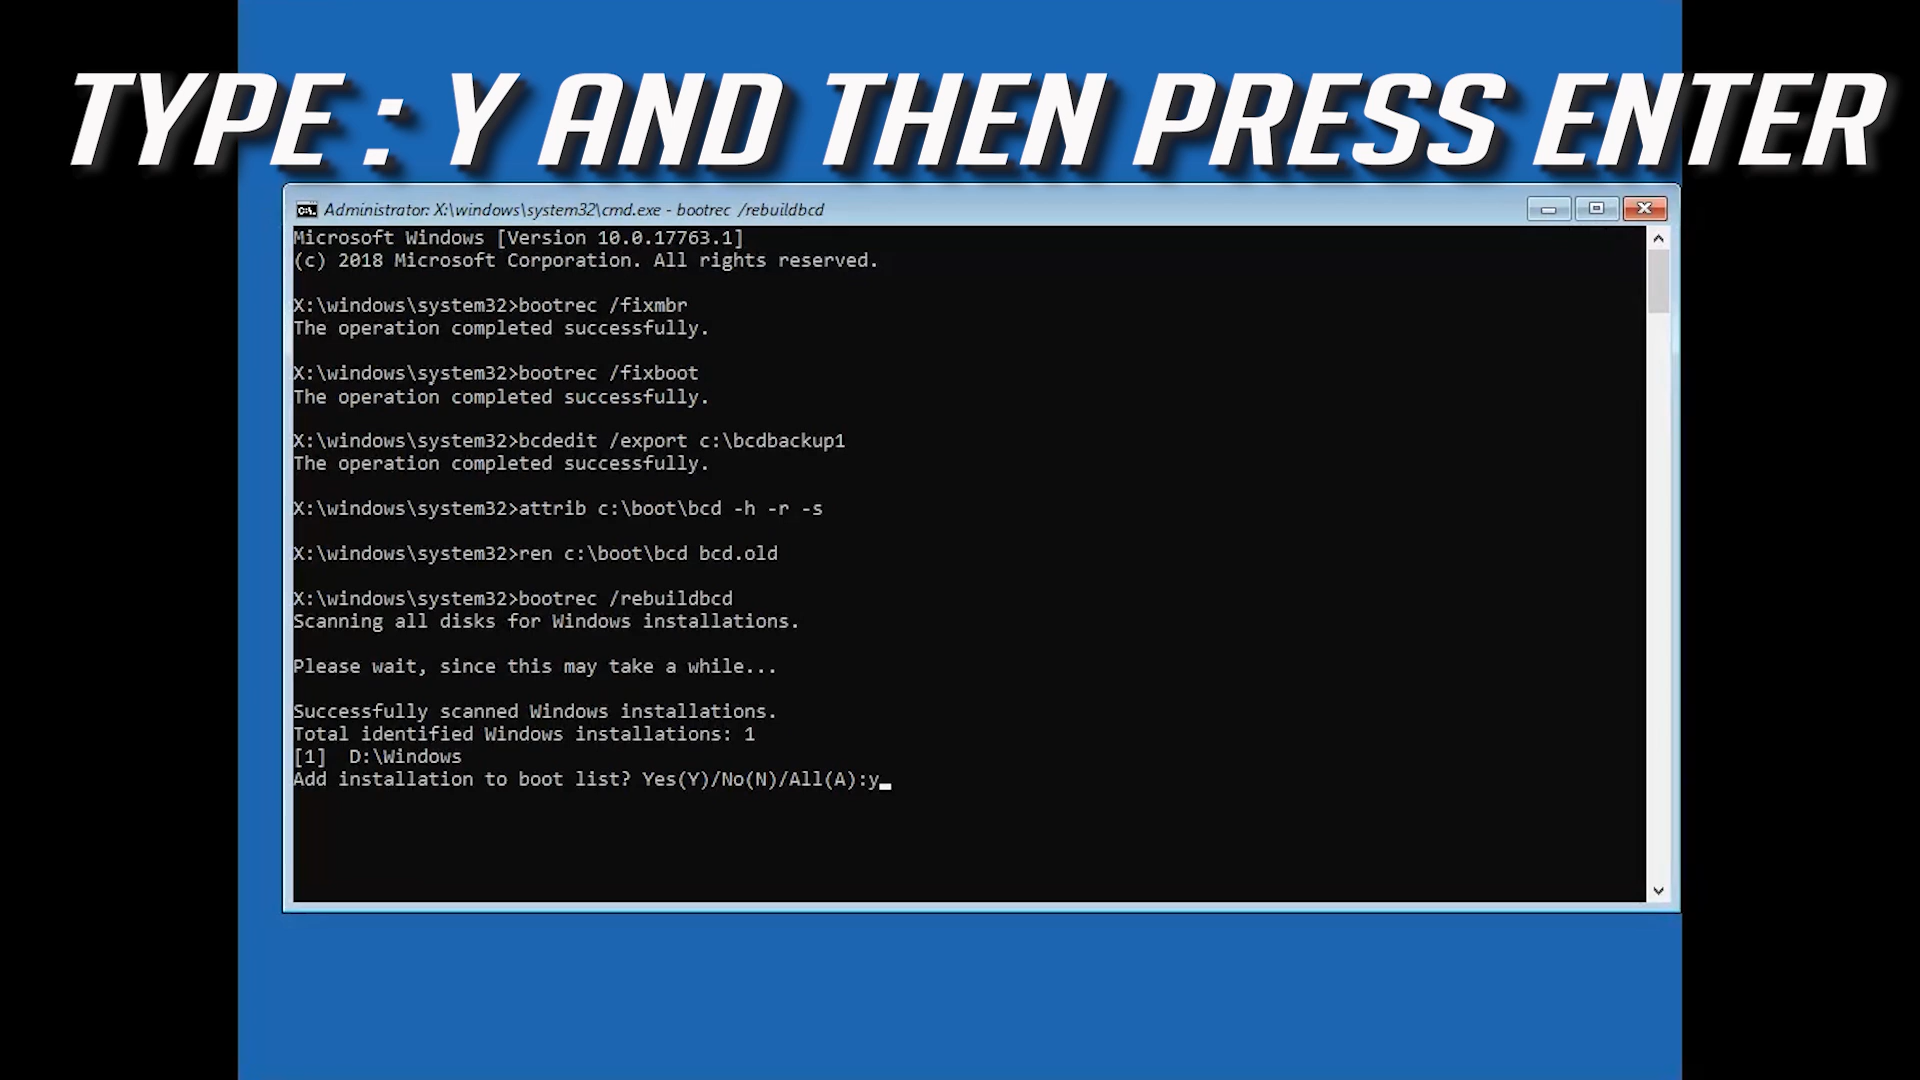 TYPE : Y AND THEN PRESS ENTER
Administrator: X:\windows\system32\cmd.exe - bootrec /rebuildbcd
Microsoft Windows [Version 10.0.17763.1]
(c) 2018 Microsoft Corporation. All rights reserved.
X:\windows\system32>bootrec /fixmbr
The operation completed successfully.
X:\windows\system32>bootrec /fixboot
The operation completed successfully.
X:\windows\system32>bcdedit /export c:\bcdbackup1
The operation completed successfully.
X:\windows\system32>attrib c:\boot\bcd -h -r -s
X:\windows\system32>ren c:\boot\bcd bcd.old
X:\windows\system32>bootrec /rebuildbcd
Scanning all disks for Windows installations.
Please wait, since this may take a while...
Successfully scanned Windows installations.
Total identified Windows installations: 1
[1]  D:\Windows
Add installation to boot list? Yes(Y)/No(N)/All(A):y